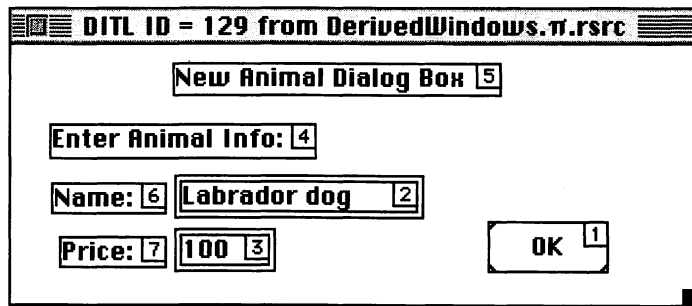 DITL ID = 129 from DerivedWindows.π.rsrc
New Animal Dialog Box 5
Enter Animal Info: 4
Name: 6 Labrador dog 2
Price: 7 100 3 OK 1